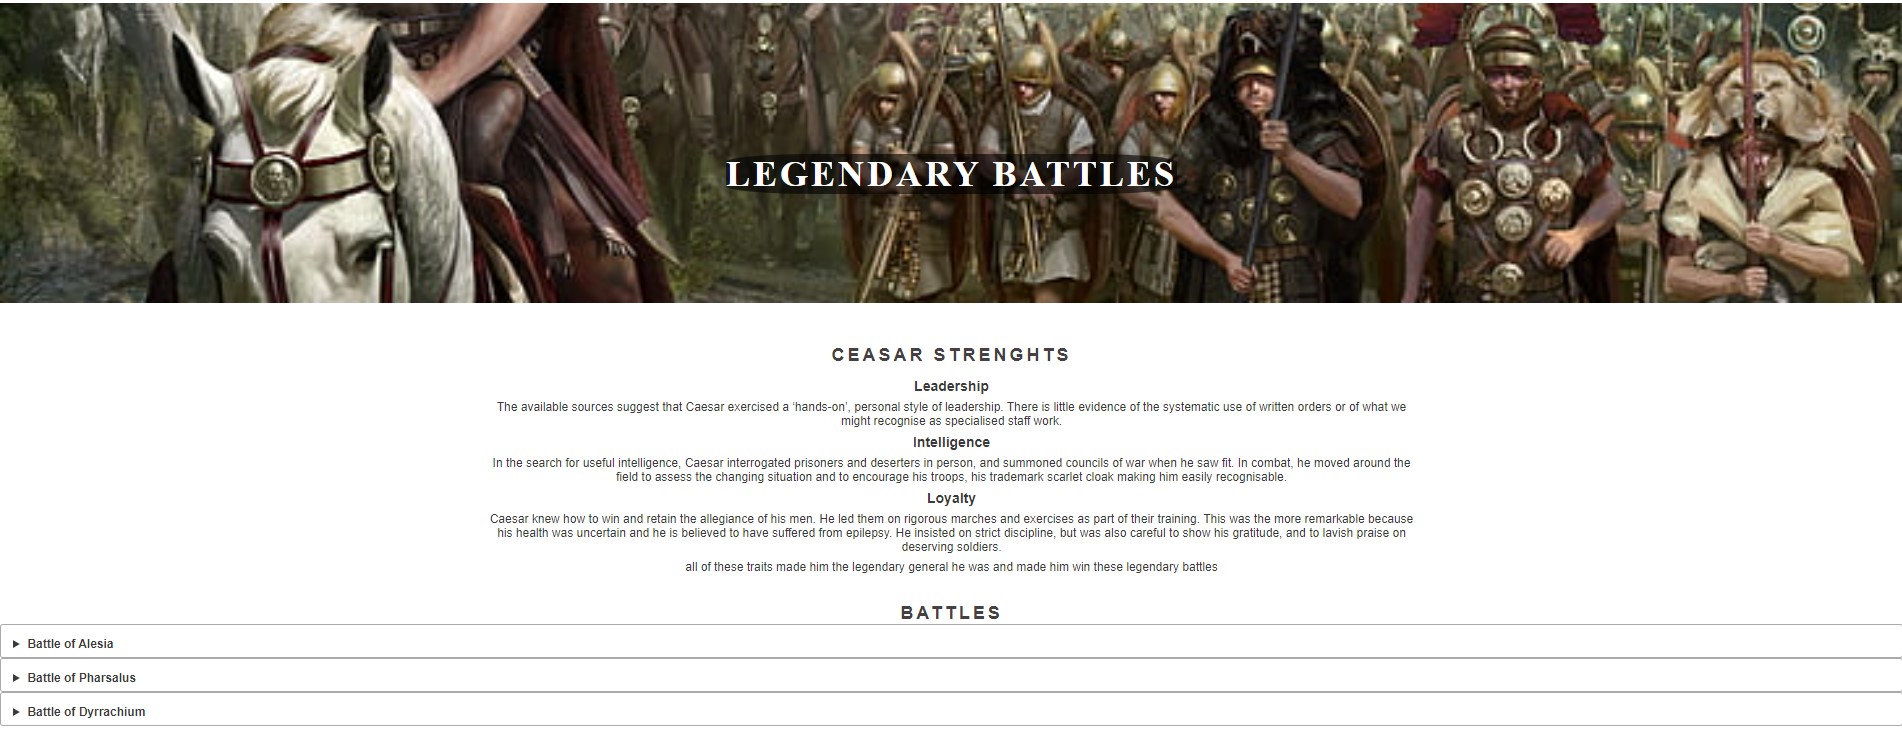 LEGENDARY BATTLES
CEASAR STRENGHTS
Leadership
The available sources suggest that Caesar exercised a ‘hands-on’, personal style of leadership. There is little evidence of the systematic use of written orders or of what we
might recognise as specialised staff work.
Intelligence
In the search for useful intelligence, Caesar interrogated prisoners and deserters in person, and summoned councils of war when he saw fit. In combat, he moved around the
field to assess the changing situation and to encourage his troops, his trademark scarlet cloak making him easily recognisable.
Loyalty
Caesar knew how to win and retain the allegiance of his men. He led them on rigorous marches and exercises as part of their training. This was the more remarkable because
his health was uncertain and he is believed to have suffered from epilepsy. He insisted on strict discipline, but was also careful to show his gratitude, and to lavish praise on
deserving soldiers.
all of these traits made him the legendary general he was and made him win these legendary battles
BATTLES
Battle of Alesia
Battle of Pharsalus
Battle of Dyrrachium